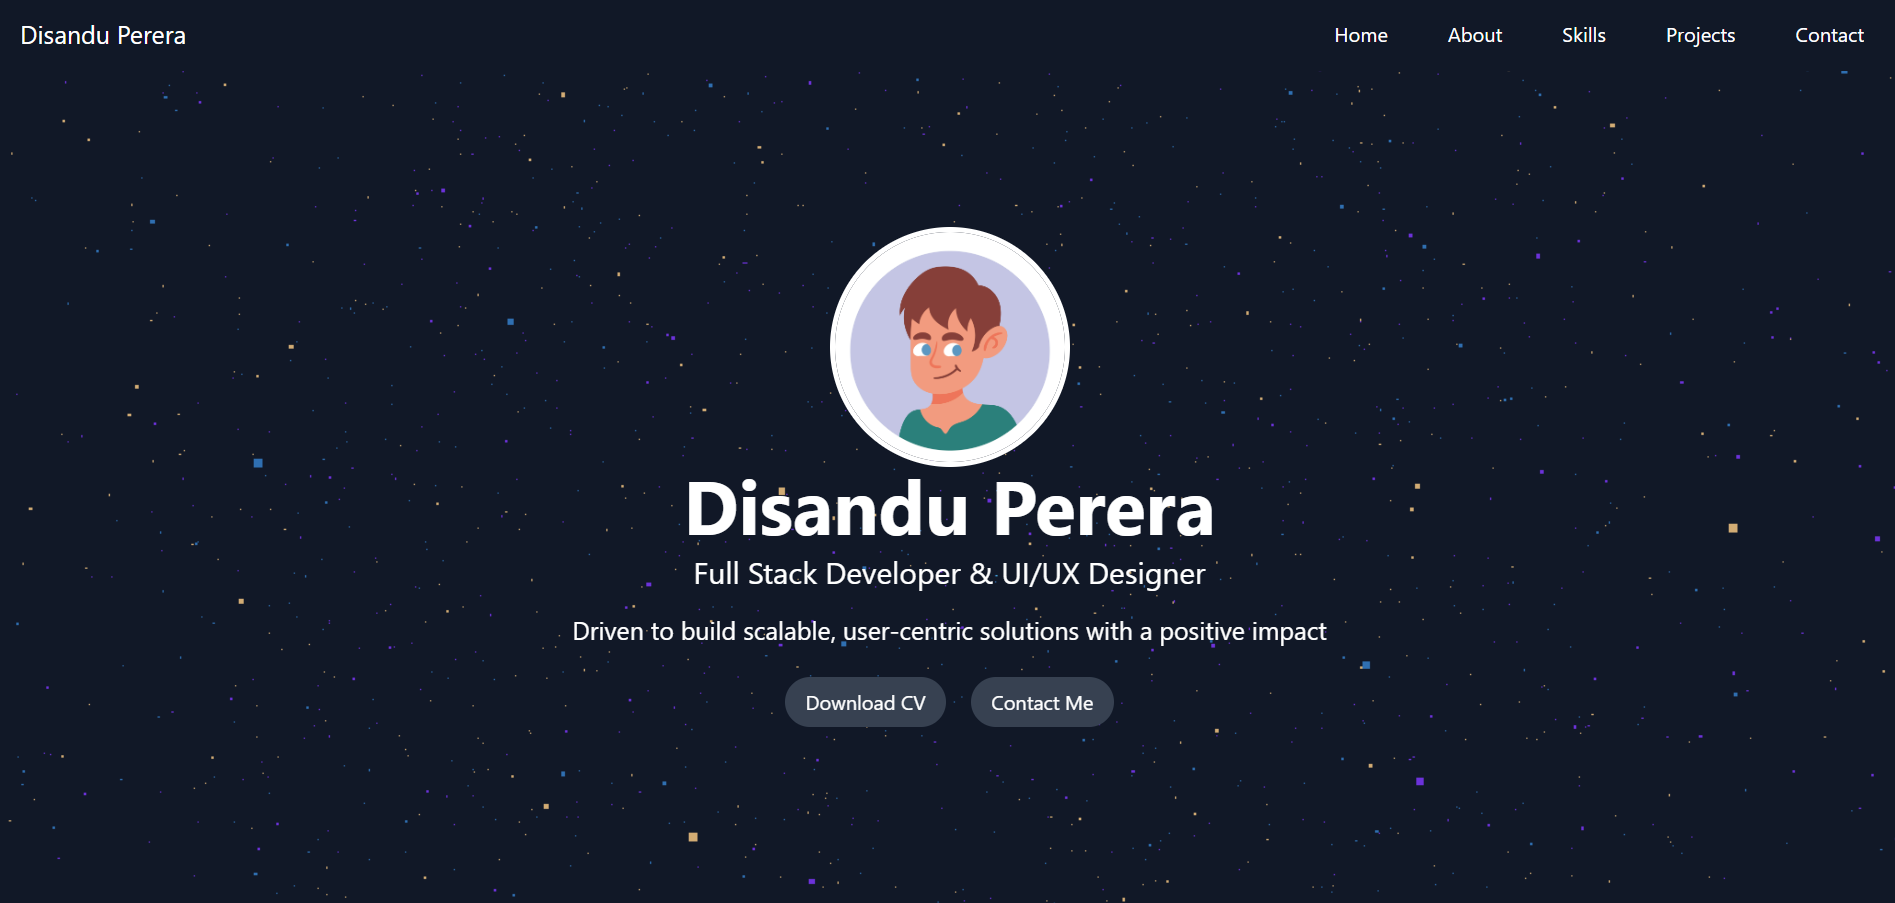 Disandu Perera
Home
About
Skills
Projects
Contact
Disandu Perera
Full Stack Developer & UI/UX Designer
Driven to build scalable, user-centric solutions with a positive impact
Download CV
Contact Me